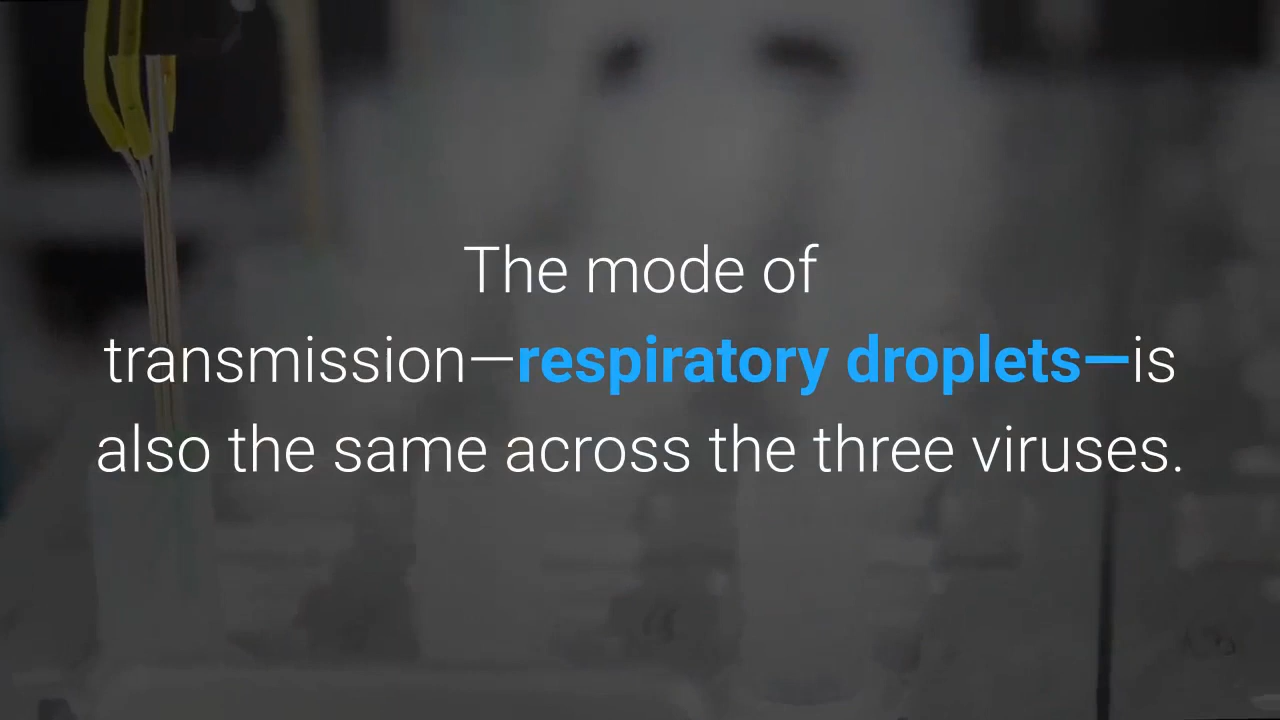 The mode of
transmission—respiratory droplets—is
also the same across the three viruses.